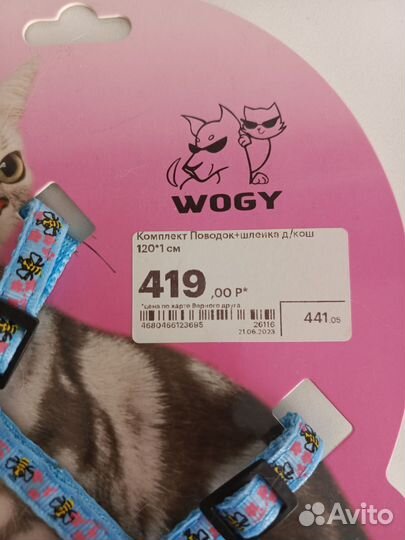 WOGY
Комплект Поводок+шлейка д/кош
120*1 см
419,00 Р*
*цена по карте Верного друга
441.05
4680466123695 26116
21.06.2023
Avito